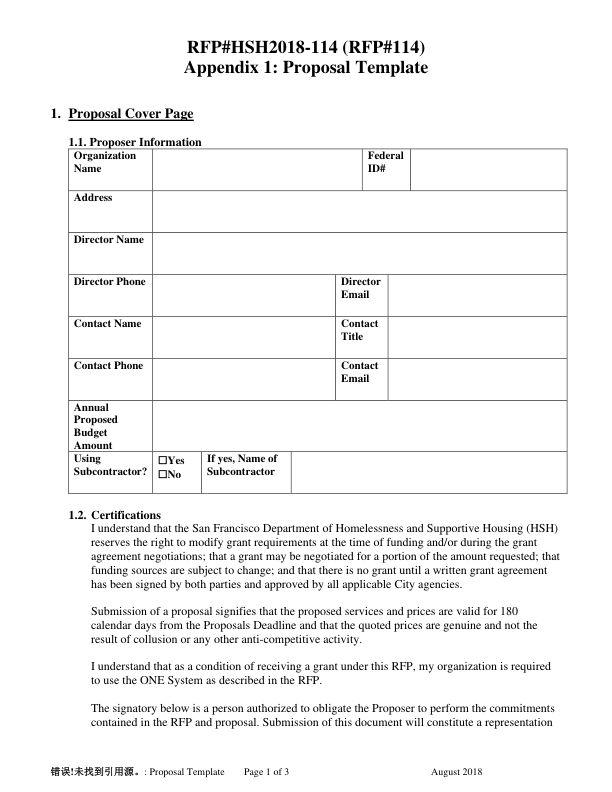 RFP#HSH2018-114 (RFP#114)
Appendix 1: Proposal Template
1. Proposal Cover Page
1.1. Proposer Information
Organization Name
Federal ID#
Address
Director Name
Director Phone
Director Email
Contact Name
Contact Title
Contact Phone
Contact Email
Annual Proposed Budget Amount
Using Subcontractor?
☐Yes
☐No
If yes, Name of Subcontractor
1.2. Certifications
I understand that the San Francisco Department of Homelessness and Supportive Housing (HSH)
reserves the right to modify grant requirements at the time of funding and/or during the grant
agreement negotiations; that a grant may be negotiated for a portion of the amount requested; that
funding sources are subject to change; and that there is no grant until a written grant agreement
has been signed by both parties and approved by all applicable City agencies.
Submission of a proposal signifies that the proposed services and prices are valid for 180
calendar days from the Proposals Deadline and that the quoted prices are genuine and not the
result of collusion or any other anti-competitive activity.
I understand that as a condition of receiving a grant under this RFP, my organization is required
to use the ONE System as described in the RFP.
The signatory below is a person authorized to obligate the Proposer to perform the commitments
contained in the RFP and proposal. Submission of this document will constitute a representation
错误!未找到引用源。: Proposal Template Page 1 of 3 August 2018